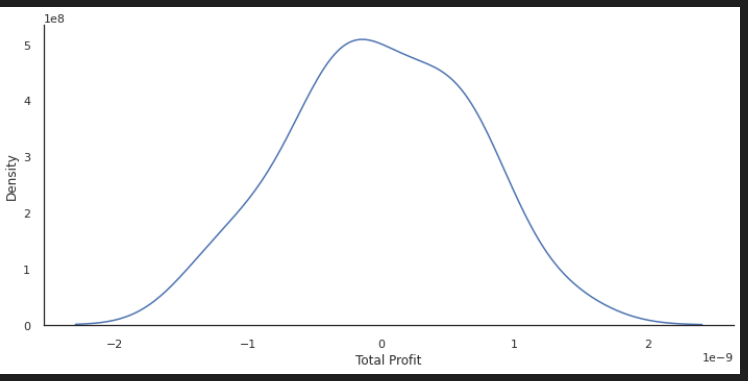 1e8
5
4
3
2
1
0
Density
−2 −1 0 1 2
1e−9
Total Profit